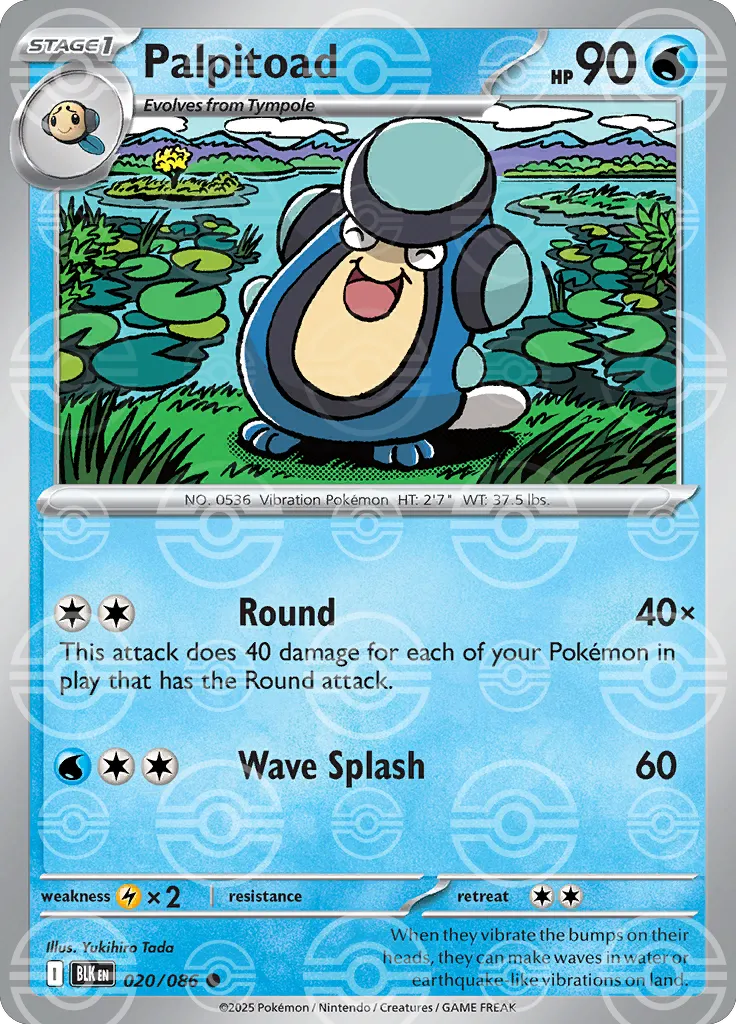 STAGE1
Palpitoad
HP 90
Evolves from Tympole
NO. 0536 Vibration Pokémon HT: 2'7" WT: 37.5 lbs.
Round 40×
This attack does 40 damage for each of your Pokémon in
play that has the Round attack.
Wave Splash 60
weakness ×2 resistance retreat
Illus. Yukihiro Tada
When they vibrate the bumps on their
heads, they can make waves in water or
earthquake-like vibrations on land.
I BLK EN 020/086
©2025 Pokémon / Nintendo / Creatures / GAME FREAK